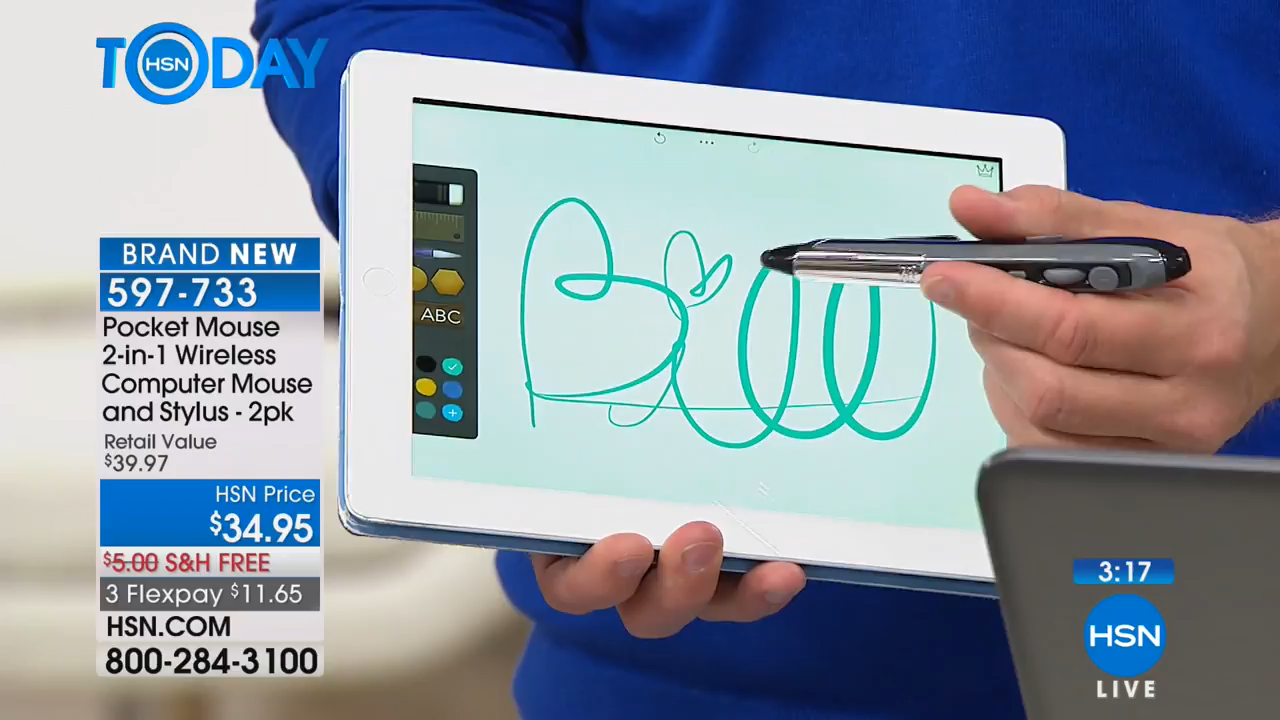 TODAY
HSN
BRAND NEW
597-733
Pocket Mouse
2-in-1 Wireless
Computer Mouse
and Stylus - 2pk
Retail Value
$39.97
HSN Price
$34.95
$5.00 S&H FREE
3 Flexpay $11.65
HSN.COM
800-284-3100
ABC
Bill
3:17
HSN
LIVE